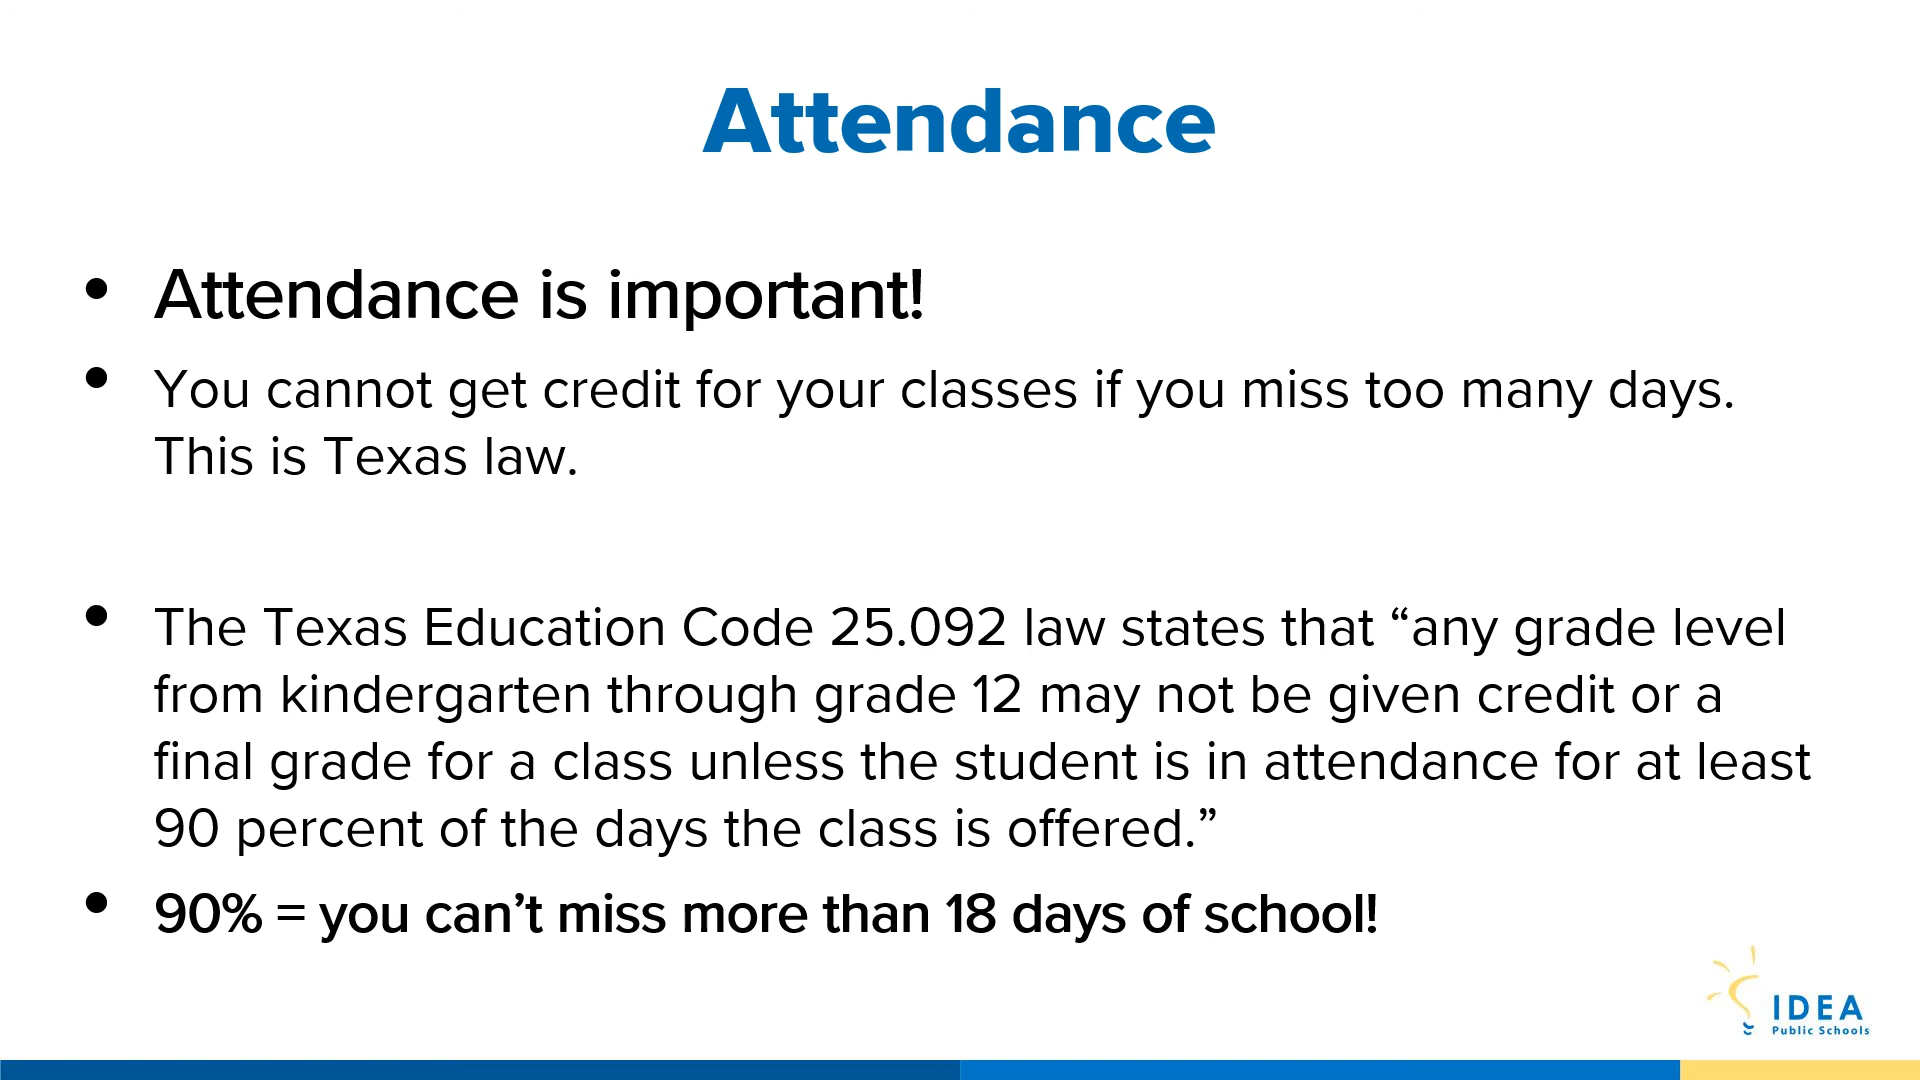 Attendance
• Attendance is important!
• You cannot get credit for your classes if you miss too many days.
This is Texas law.
• The Texas Education Code 25.092 law states that “any grade level
from kindergarten through grade 12 may not be given credit or a
final grade for a class unless the student is in attendance for at least
90 percent of the days the class is offered.”
• 90% = you can’t miss more than 18 days of school!
IDEA
Public Schools